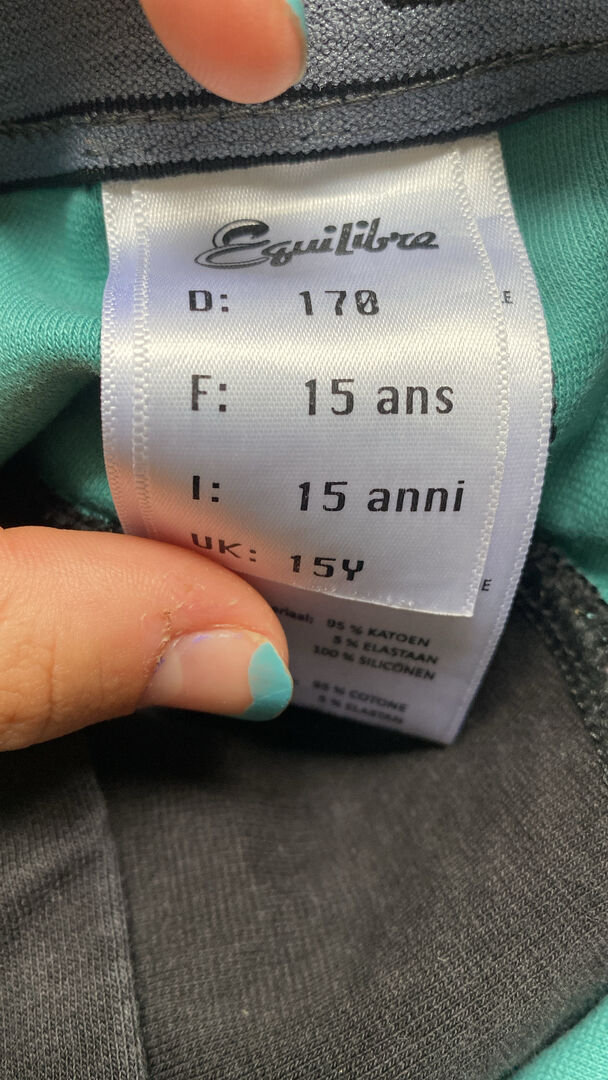 EquiLibre
D: 170
F: 15 ans
I: 15 anni
UK: 15Y
E
E
95 % KATOEN
5 % ELASTAAN
100 % SILICONEN
95 % COTONE
5 % ELASTAN